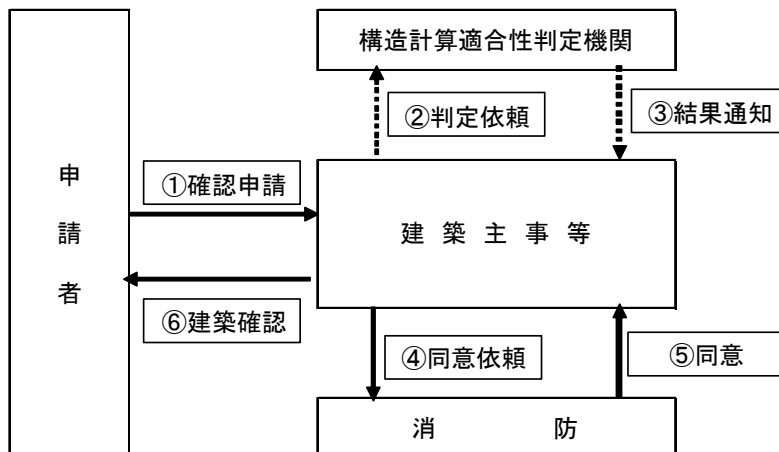 構造計算適合性判定機関
②判定依頼
③結果通知
申請者
①確認申請
建築主事等
⑥建築確認
④同意依頼
⑤同意
消防